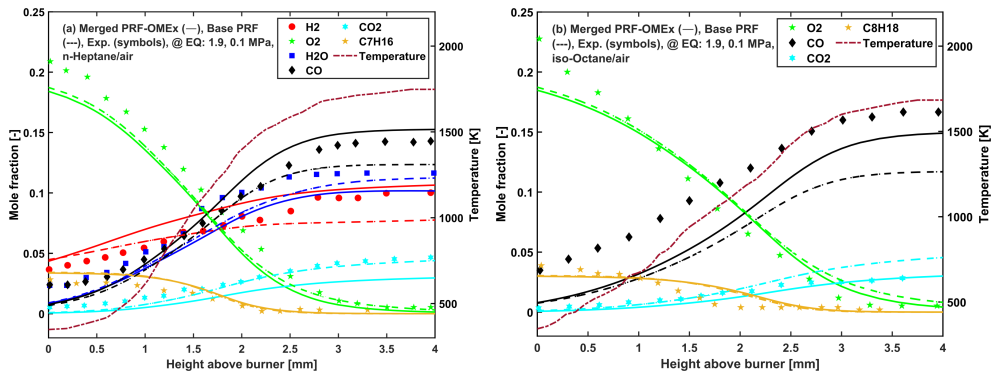 (a) Merged PRF-OMEx (—), Base PRF
(---), Exp. (symbols), @ EQ: 1.9, 0.1 MPa,
n-Heptane/air
H2
O2
H2O
CO
CO2
C7H16
Temperature
0.25
0.2
0.15
0.1
0.05
0
Mole fraction [-]
2000
1500
1000
500
Temperature [K]
0 0.5 1 1.5 2 2.5 3 3.5 4
Height above burner [mm]
(b) Merged PRF-OMEx (—), Base PRF
(---), Exp. (symbols), @ EQ: 1.9, 0.1 MPa,
iso-Octane/air
O2
CO
CO2
C8H18
Temperature
0.25
0.2
0.15
0.1
0.05
0
Mole fraction [-]
2000
1500
1000
500
Temperature [K]
0 0.5 1 1.5 2 2.5 3 3.5 4
Height above burner [mm]